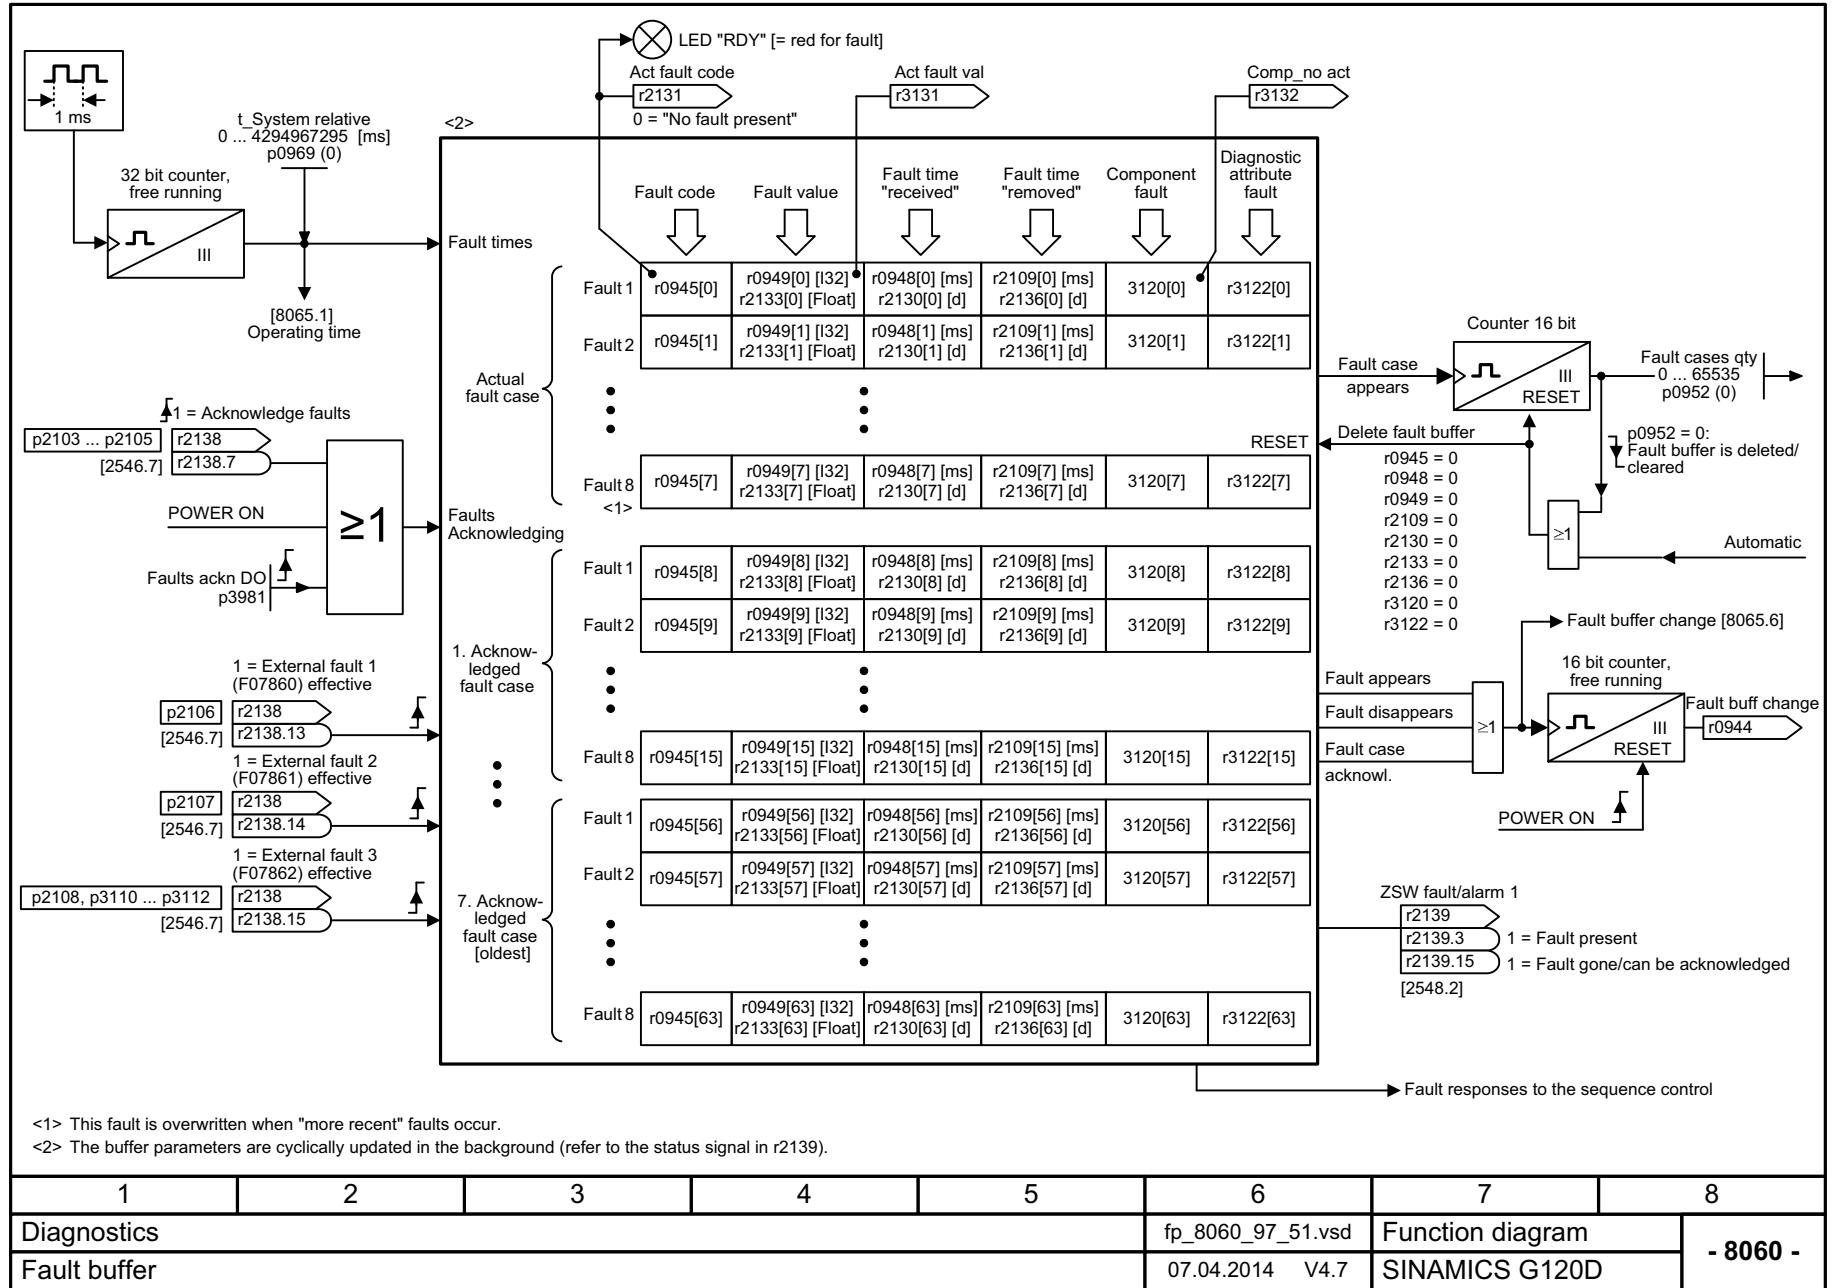 LED "RDY" [= red for fault]
Act fault code
r2131
0 = "No fault present"
Act fault val
r3131
Comp_no act
r3132
1 ms
t_System relative
0 ... 4294967295 [ms]
p0969 (0)
32 bit counter,
free running
III
[8065.1]
Operating time
<2>
Fault times
Fault code
Fault value
Fault time
"received"
Fault time
"removed"
Component
fault
Diagnostic
attribute
fault
Actual
fault case
Fault 1
r0945[0]
r0949[0] [I32]
r2133[0] [Float]
r0948[0] [ms]
r2130[0] [d]
r2109[0] [ms]
r2136[0] [d]
3120[0]
r3122[0]
Fault 2
r0945[1]
r0949[1] [I32]
r2133[1] [Float]
r0948[1] [ms]
r2130[1] [d]
r2109[1] [ms]
r2136[1] [d]
3120[1]
r3122[1]
Fault 8
<1>
r0945[7]
r0949[7] [I32]
r2133[7] [Float]
r0948[7] [ms]
r2130[7] [d]
r2109[7] [ms]
r2136[7] [d]
3120[7]
r3122[7]
1 = Acknowledge faults
p2103 ... p2105
r2138
[2546.7]
r2138.7
POWER ON
≥1
Faults
Acknowledging
Faults ackn DO
p3981
1. Acknow-
ledged
fault case
Fault 1
r0945[8]
r0949[8] [I32]
r2133[8] [Float]
r0948[8] [ms]
r2130[8] [d]
r2109[8] [ms]
r2136[8] [d]
3120[8]
r3122[8]
Fault 2
r0945[9]
r0949[9] [I32]
r2133[9] [Float]
r0948[9] [ms]
r2130[9] [d]
r2109[9] [ms]
r2136[9] [d]
3120[9]
r3122[9]
Fault 8
r0945[15]
r0949[15] [I32]
r2133[15] [Float]
r0948[15] [ms]
r2130[15] [d]
r2109[15] [ms]
r2136[15] [d]
3120[15]
r3122[15]
1 = External fault 1
(F07860) effective
p2106
r2138
[2546.7]
r2138.13
1 = External fault 2
(F07861) effective
p2107
r2138
[2546.7]
r2138.14
1 = External fault 3
(F07862) effective
p2108, p3110 ... p3112
r2138
[2546.7]
r2138.15
7. Acknow-
ledged
fault case
[oldest]
Fault 1
r0945[56]
r0949[56] [I32]
r2133[56] [Float]
r0948[56] [ms]
r2130[56] [d]
r2109[56] [ms]
r2136[56] [d]
3120[56]
r3122[56]
Fault 2
r0945[57]
r0949[57] [I32]
r2133[57] [Float]
r0948[57] [ms]
r2130[57] [d]
r2109[57] [ms]
r2136[57] [d]
3120[57]
r3122[57]
Fault 8
r0945[63]
r0949[63] [I32]
r2133[63] [Float]
r0948[63] [ms]
r2130[63] [d]
r2109[63] [ms]
r2136[63] [d]
3120[63]
r3122[63]
Counter 16 bit
Fault case
appears
III
RESET
Fault cases qty
0 ... 65535
p0952 (0)
RESET
Delete fault buffer
r0945 = 0
r0948 = 0
r0949 = 0
r2109 = 0
r2130 = 0
r2133 = 0
r2136 = 0
r3120 = 0
r3122 = 0
p0952 = 0:
Fault buffer is deleted/
cleared
≥1
Automatic
Fault buffer change [8065.6]
16 bit counter,
free running
Fault appears
Fault disappears
Fault case
acknowl.
≥1
III
RESET
Fault buff change
r0944
POWER ON
ZSW fault/alarm 1
r2139
r2139.3
1 = Fault present
r2139.15
1 = Fault gone/can be acknowledged
[2548.2]
Fault responses to the sequence control
<1> This fault is overwritten when "more recent" faults occur.
<2> The buffer parameters are cyclically updated in the background (refer to the status signal in r2139).
1 2 3 4 5 6 7 8
Diagnostics
fp_8060_97_51.vsd
Function diagram
- 8060 -
Fault buffer
07.04.2014 V4.7
SINAMICS G120D